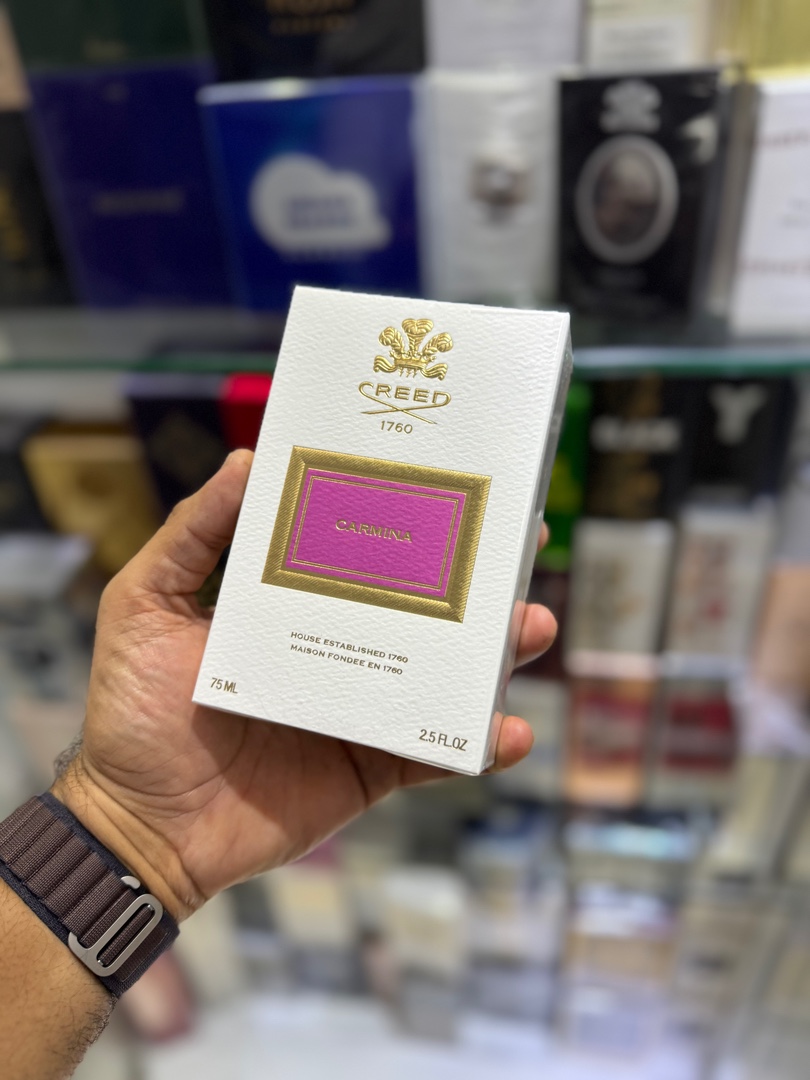 CREED
1760
CARMINA
HOUSE ESTABLISHED 1760
MAISON FONDEE EN 1760
75 ML
2.5 FL.OZ